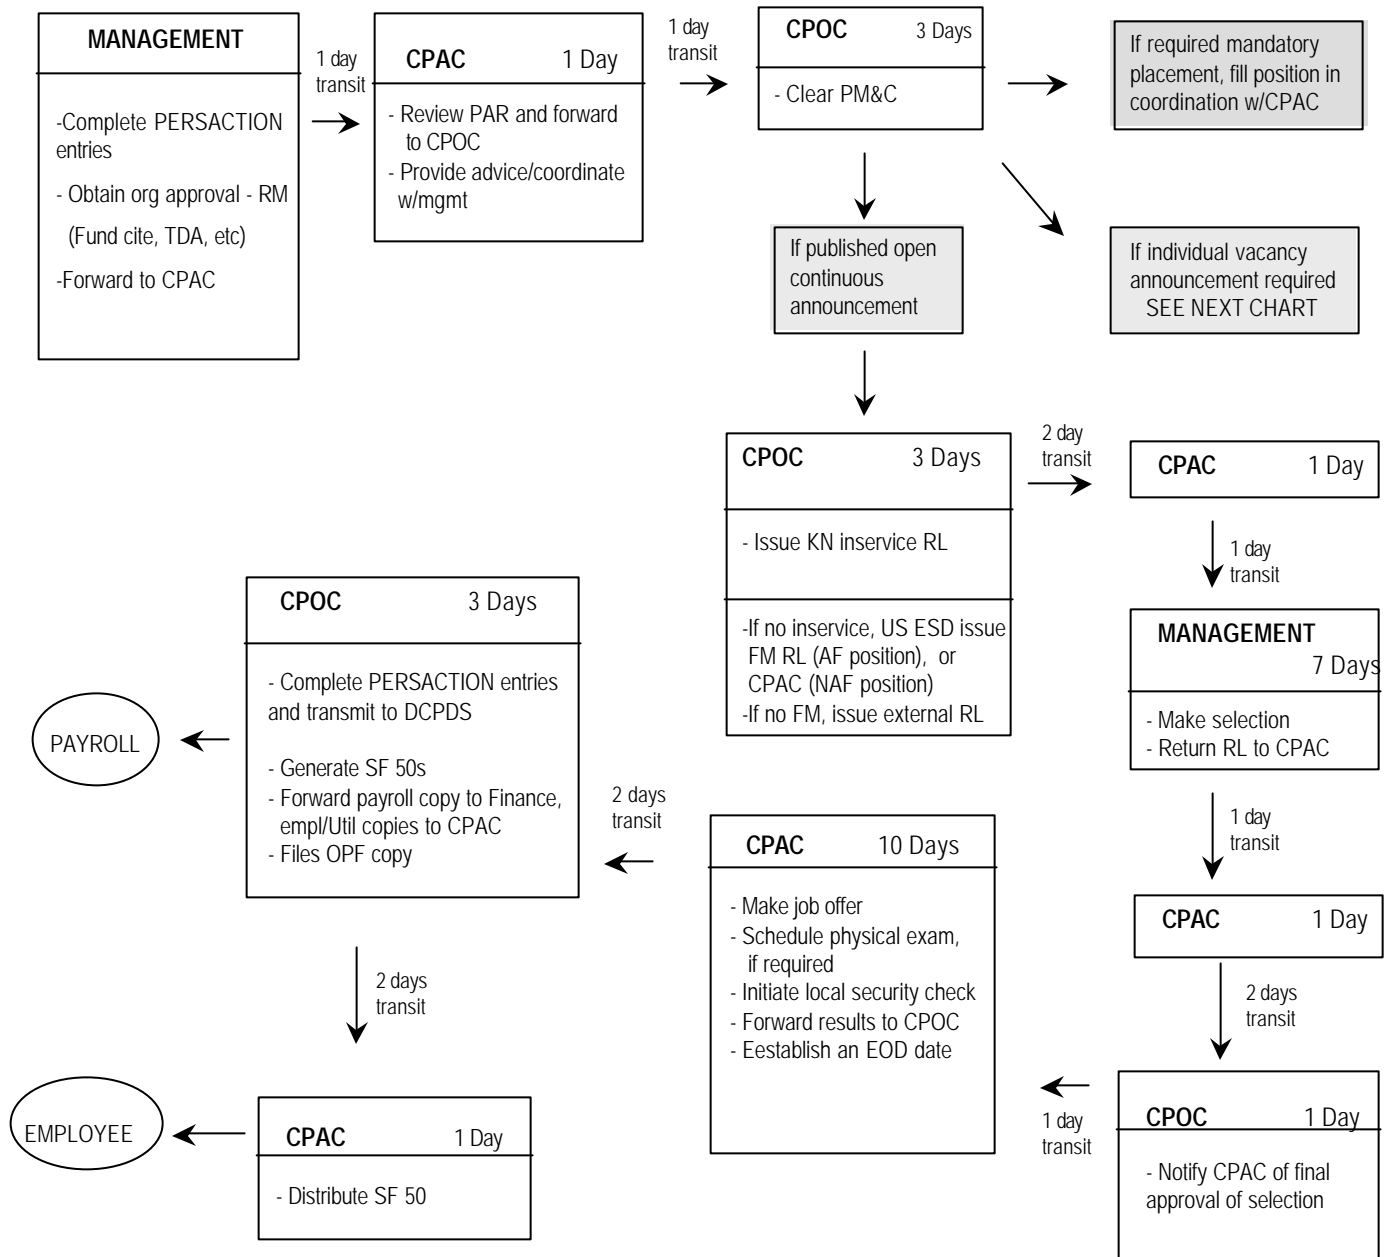 MANAGEMENT
-Complete PERSACTION
entries
- Obtain org approval - RM
(Fund cite, TDA, etc)
-Forward to CPAC
1 day
transit
CPAC 1 Day
- Review PAR and forward
to CPOC
- Provide advice/coordinate
w/mgmt
1 day
transit
CPOC 3 Days
- Clear PM&C
If required mandatory
placement, fill position in
coordination w/CPAC
If published open
continuous
announcement
If individual vacancy
announcement required
SEE NEXT CHART
CPOC 3 Days
- Issue KN inservice RL
-If no inservice, US ESD issue
FM RL (AF position), or
CPAC (NAF position)
-If no FM, issue external RL
2 day
transit
CPAC 1 Day
1 day
transit
MANAGEMENT
7 Days
- Make selection
- Return RL to CPAC
1 day
transit
CPAC 1 Day
2 days
transit
CPOC 1 Day
- Notify CPAC of final
approval of selection
1 day
transit
CPAC 10 Days
- Make job offer
- Schedule physical exam,
if required
- Initiate local security check
- Forward results to CPOC
- Eestablish an EOD date
2 days
transit
CPOC 3 Days
- Complete PERSACTION entries
and transmit to DCPDS
- Generate SF 50s
- Forward payroll copy to Finance,
empl/Util copies to CPAC
- Files OPF copy
PAYROLL
2 days
transit
CPAC 1 Day
- Distribute SF 50
EMPLOYEE